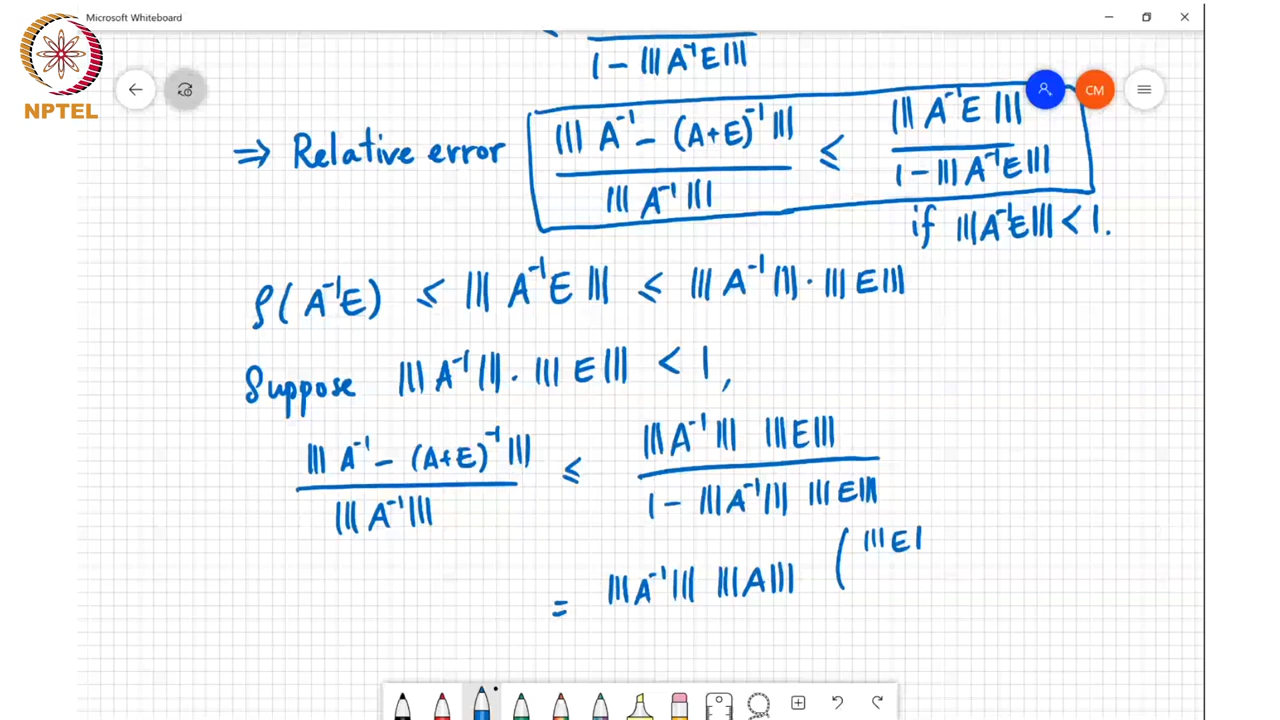 Microsoft Whiteboard
1 - |||A⁻¹E|||
NPTEL
CM
⇒ Relative error ||| A⁻¹ - (A+E)⁻¹ ||| / ||| A⁻¹ ||| ≤ ||| A⁻¹E ||| / 1 - ||| A⁻¹E |||
if |||A⁻¹E||| < 1.
ρ(A⁻¹E) ≤ ||| A⁻¹E ||| ≤ ||| A⁻¹ ||| · ||| E |||
Suppose ||| A⁻¹ ||| · ||| E ||| < 1,
||| A⁻¹ - (A+E)⁻¹ ||| / ||| A⁻¹ ||| ≤ |||A⁻¹||| |||E||| / 1 - |||A⁻¹||| |||E|||
= |||A⁻¹||| |||A||| ( |||E|